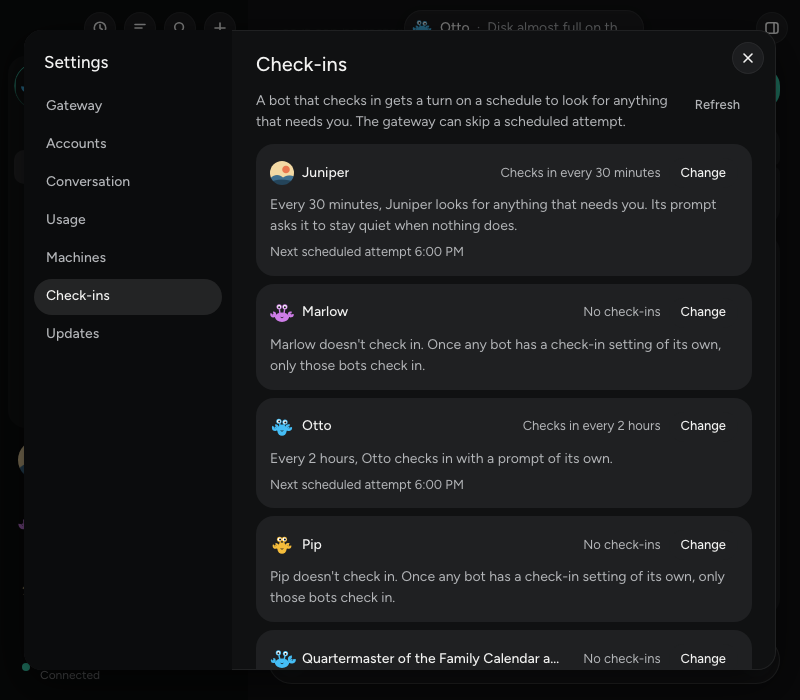 Otto · Disk almost full on th
Settings
Gateway
Accounts
Conversation
Usage
Machines
Check-ins
Updates
Connected
Check-ins
A bot that checks in gets a turn on a schedule to look for anything
that needs you. The gateway can skip a scheduled attempt.
Refresh
Juniper
Checks in every 30 minutes
Change
Every 30 minutes, Juniper looks for anything that needs you. Its prompt
asks it to stay quiet when nothing does.
Next scheduled attempt 6:00 PM
Marlow
No check-ins
Change
Marlow doesn't check in. Once any bot has a check-in setting of its own,
only those bots check in.
Otto
Checks in every 2 hours
Change
Every 2 hours, Otto checks in with a prompt of its own.
Next scheduled attempt 6:00 PM
Pip
No check-ins
Change
Pip doesn't check in. Once any bot has a check-in setting of its own, only
those bots check in.
Quartermaster of the Family Calendar a...
No check-ins
Change